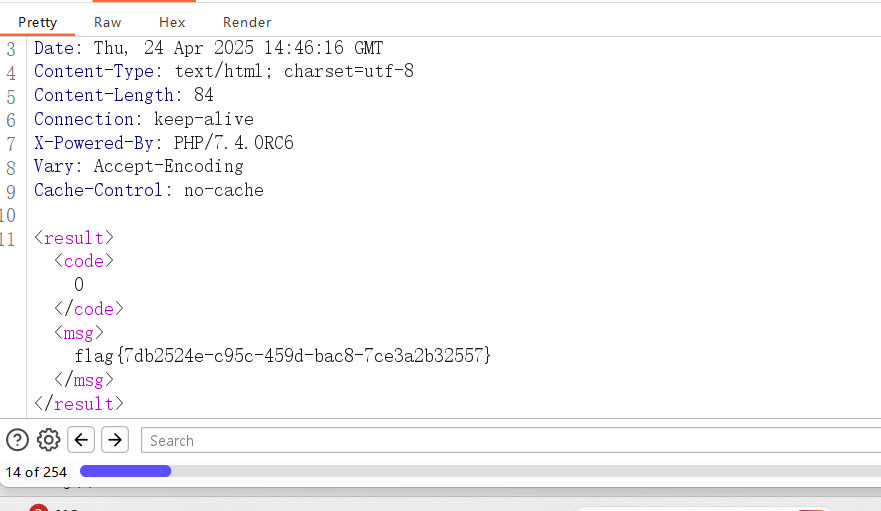 Pretty Raw Hex Render
3 Date: Thu, 24 Apr 2025 14:46:16 GMT
4 Content-Type: text/html; charset=utf-8
5 Content-Length: 84
6 Connection: keep-alive
7 X-Powered-By: PHP/7.4.0RC6
8 Vary: Accept-Encoding
9 Cache-Control: no-cache
10
11 <result>
<code>
0
</code>
<msg>
flag{7db2524e-c95c-459d-bac8-7ce3a2b32557}
</msg>
</result>
Search
14 of 254